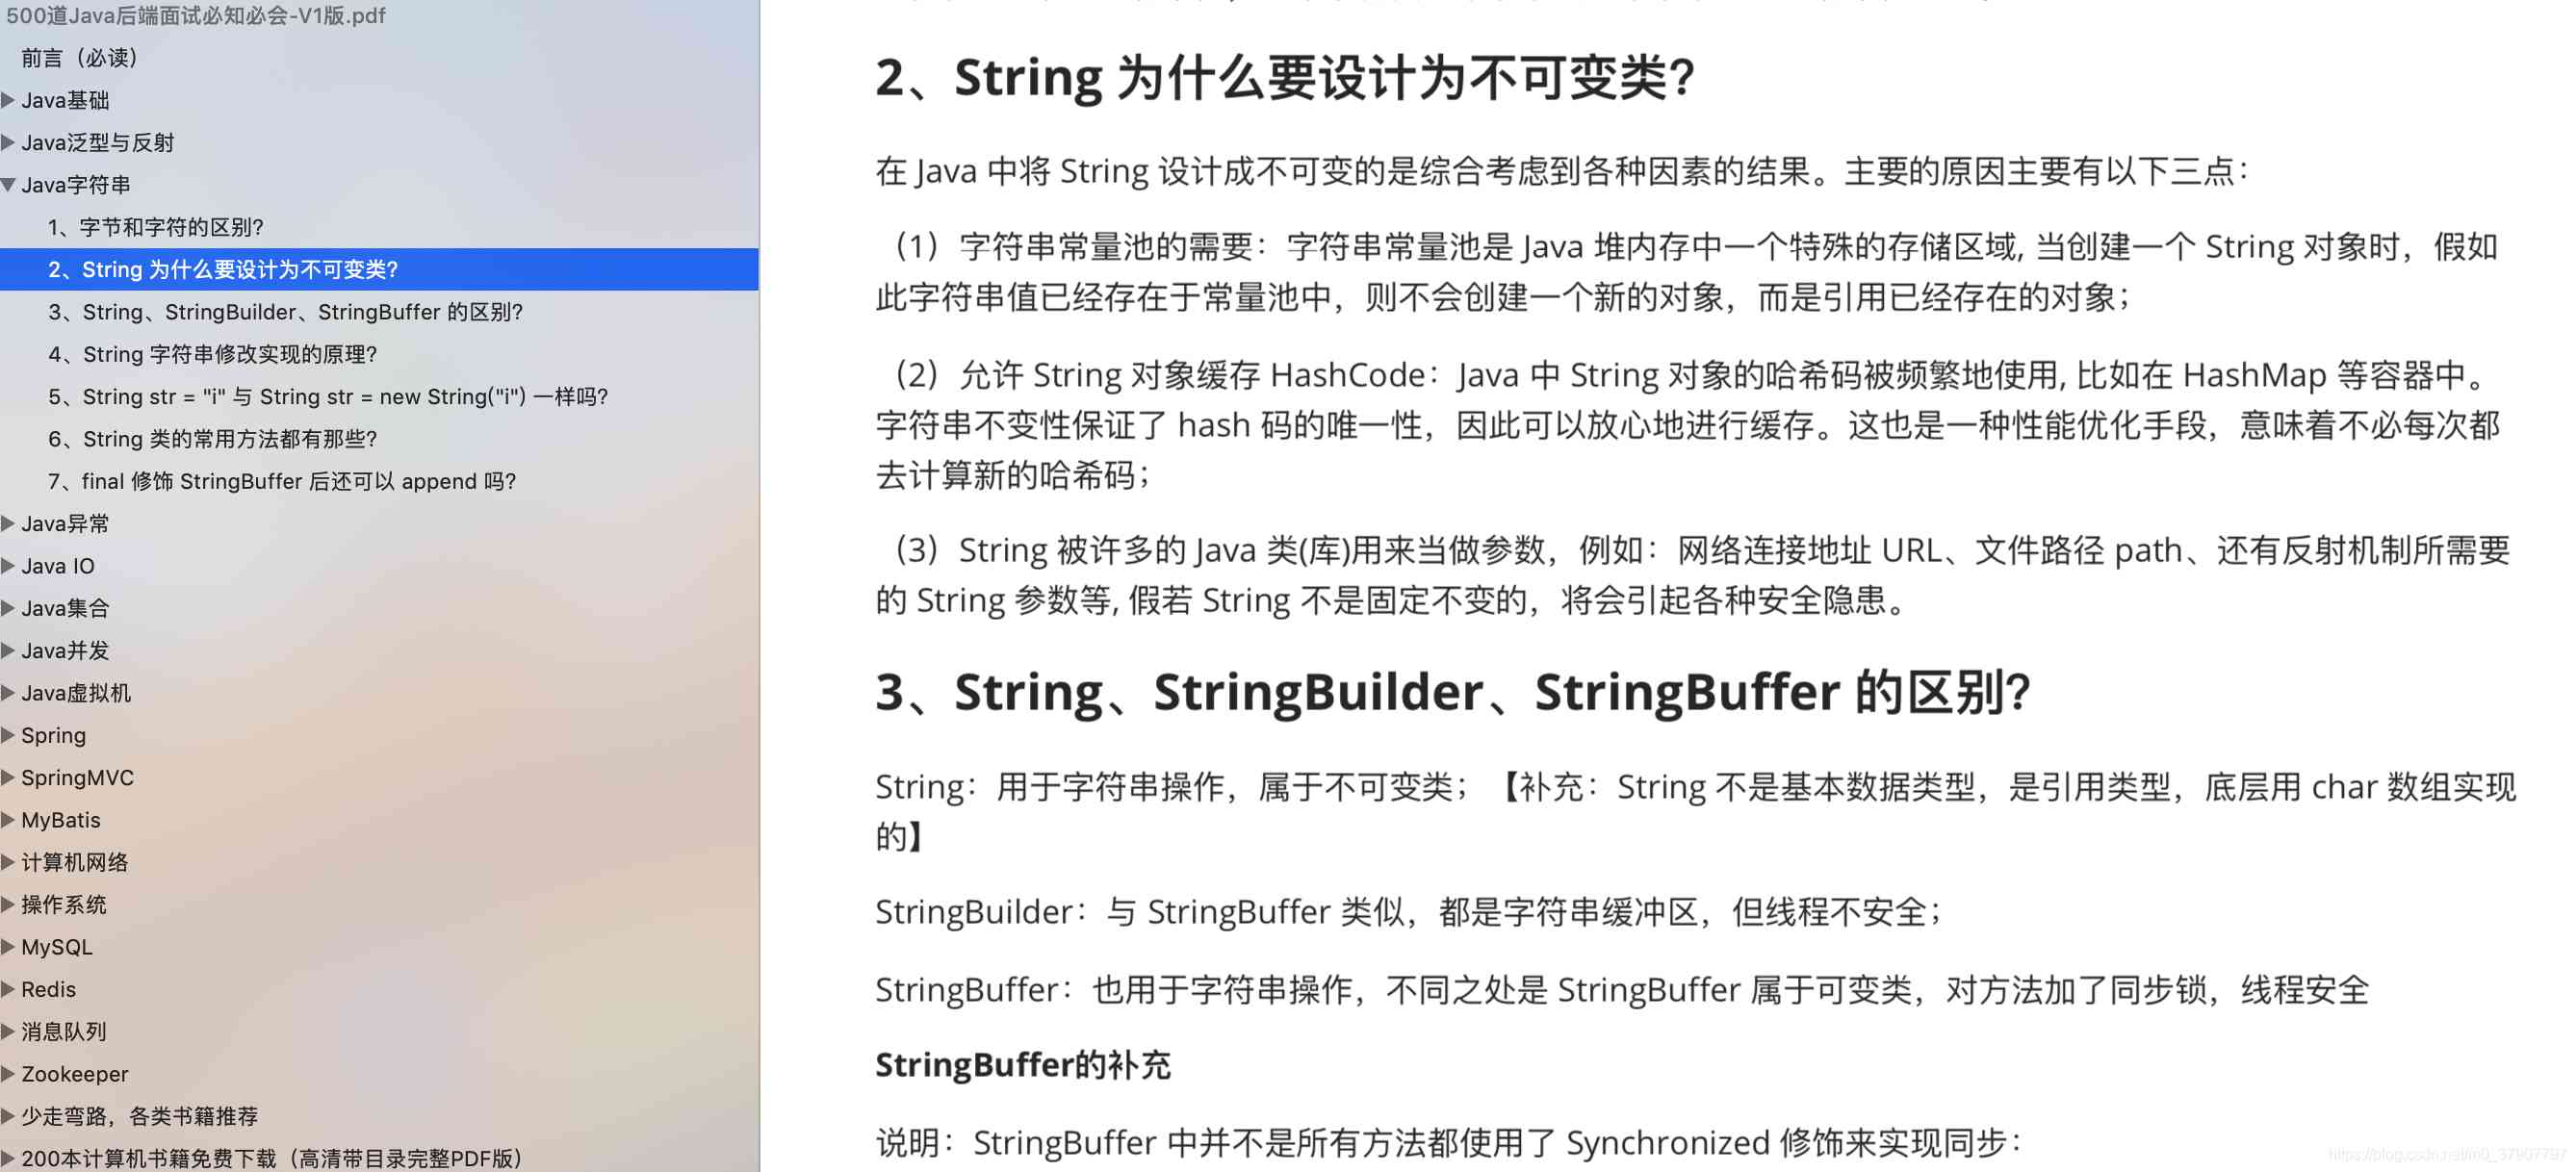 500道Java后端面试必知必会-V1版.pdf
前言（必读）
Java基础
Java泛型与反射
Java字符串
1、字节和字符的区别?
2、String 为什么要设计为不可变类?
3、String、StringBuilder、StringBuffer 的区别?
4、String 字符串修改实现的原理?
5、String str = "i" 与 String str = new String("i") 一样吗?
6、String 类的常用方法都有那些?
7、final 修饰 StringBuffer 后还可以 append 吗?
Java异常
Java IO
Java集合
Java并发
Java虚拟机
Spring
SpringMVC
MyBatis
计算机网络
操作系统
MySQL
Redis
消息队列
Zookeeper
少走弯路，各类书籍推荐
200本计算机书籍免费下载（高清带目录完整PDF版）
2、String 为什么要设计为不可变类?
在 Java 中将 String 设计成不可变的是综合考虑到各种因素的结果。主要的原因主要有以下三点：
（1）字符串常量池的需要：字符串常量池是 Java 堆内存中一个特殊的存储区域, 当创建一个 String 对象时，假如
此字符串值已经存在于常量池中，则不会创建一个新的对象，而是引用已经存在的对象；
（2）允许 String 对象缓存 HashCode：Java 中 String 对象的哈希码被频繁地使用, 比如在 HashMap 等容器中。
字符串不变性保证了 hash 码的唯一性，因此可以放心地进行缓存。这也是一种性能优化手段，意味着不必每次都
去计算新的哈希码；
（3）String 被许多的 Java 类(库)用来当做参数，例如：网络连接地址 URL、文件路径 path、还有反射机制所需要
的 String 参数等, 假若 String 不是固定不变的，将会引起各种安全隐患。
3、String、StringBuilder、StringBuffer 的区别?
String：用于字符串操作，属于不可变类；【补充：String 不是基本数据类型，是引用类型，底层用 char 数组实现
的】
StringBuilder：与 StringBuffer 类似，都是字符串缓冲区，但线程不安全；
StringBuffer：也用于字符串操作，不同之处是 StringBuffer 属于可变类，对方法加了同步锁，线程安全
StringBuffer的补充
说明：StringBuffer 中并不是所有方法都使用了 Synchronized 修饰来实现同步：
https://blog.csdn.net/m0_37907797